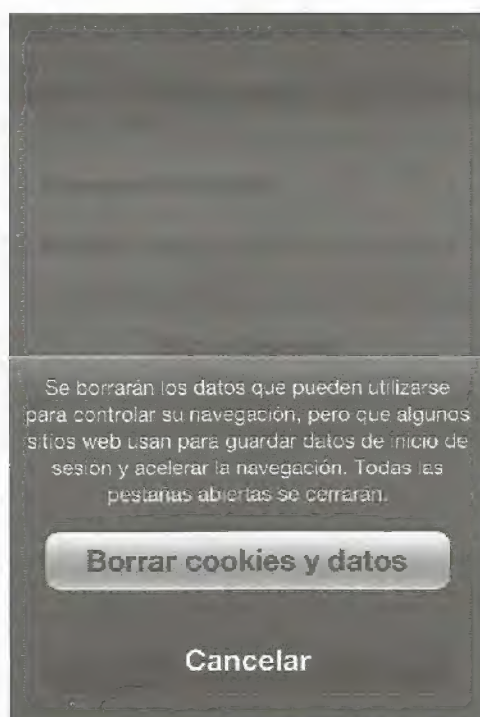 Se borrarán los datos que pueden utilizarse
para controlar su navegación, pero que algunos
sitios web usan para guardar datos de inicio de
sesión y acelerar la navegación. Todas las
pestañas abiertas se cerrarán.
Borrar cookies y datos
Cancelar